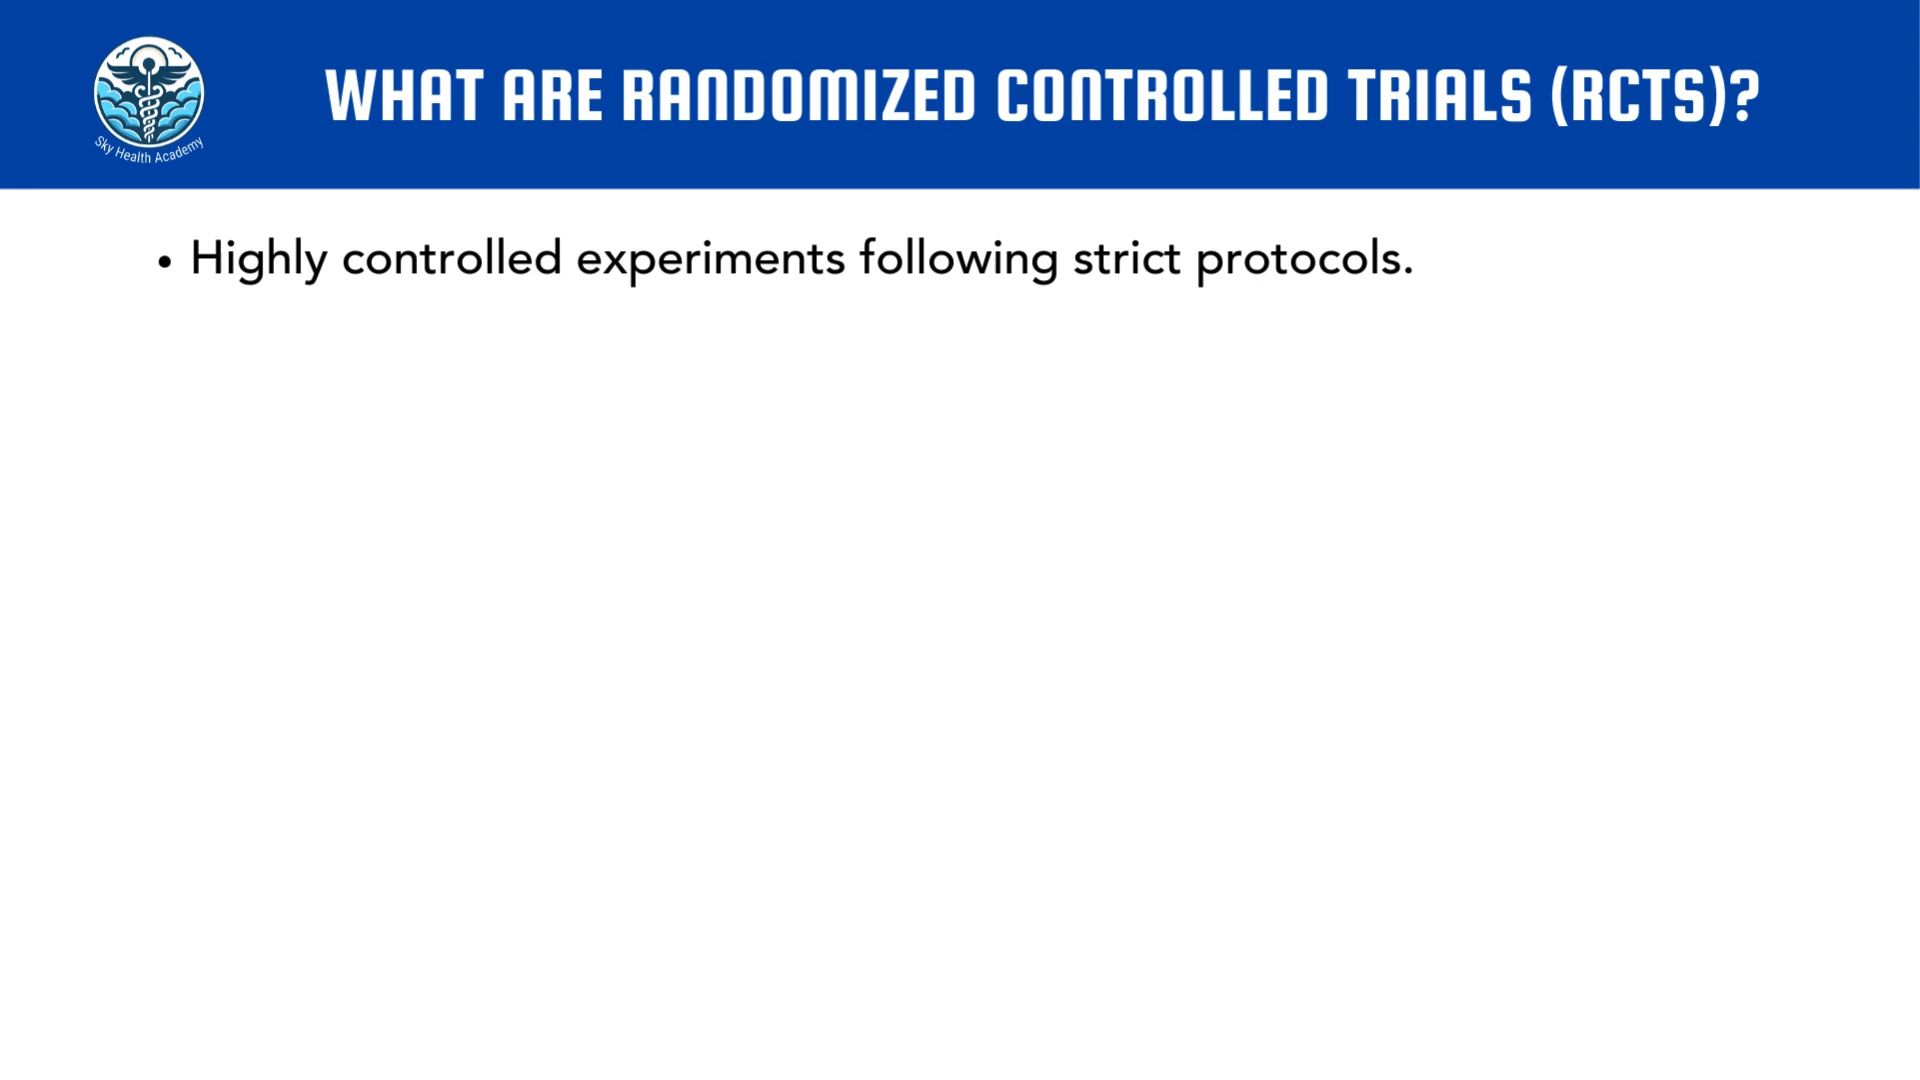 WHAT ARE RANDOMIZED CONTROLLED TRIALS (RCTS)?
Sky Health Academy
• Highly controlled experiments following strict protocols.